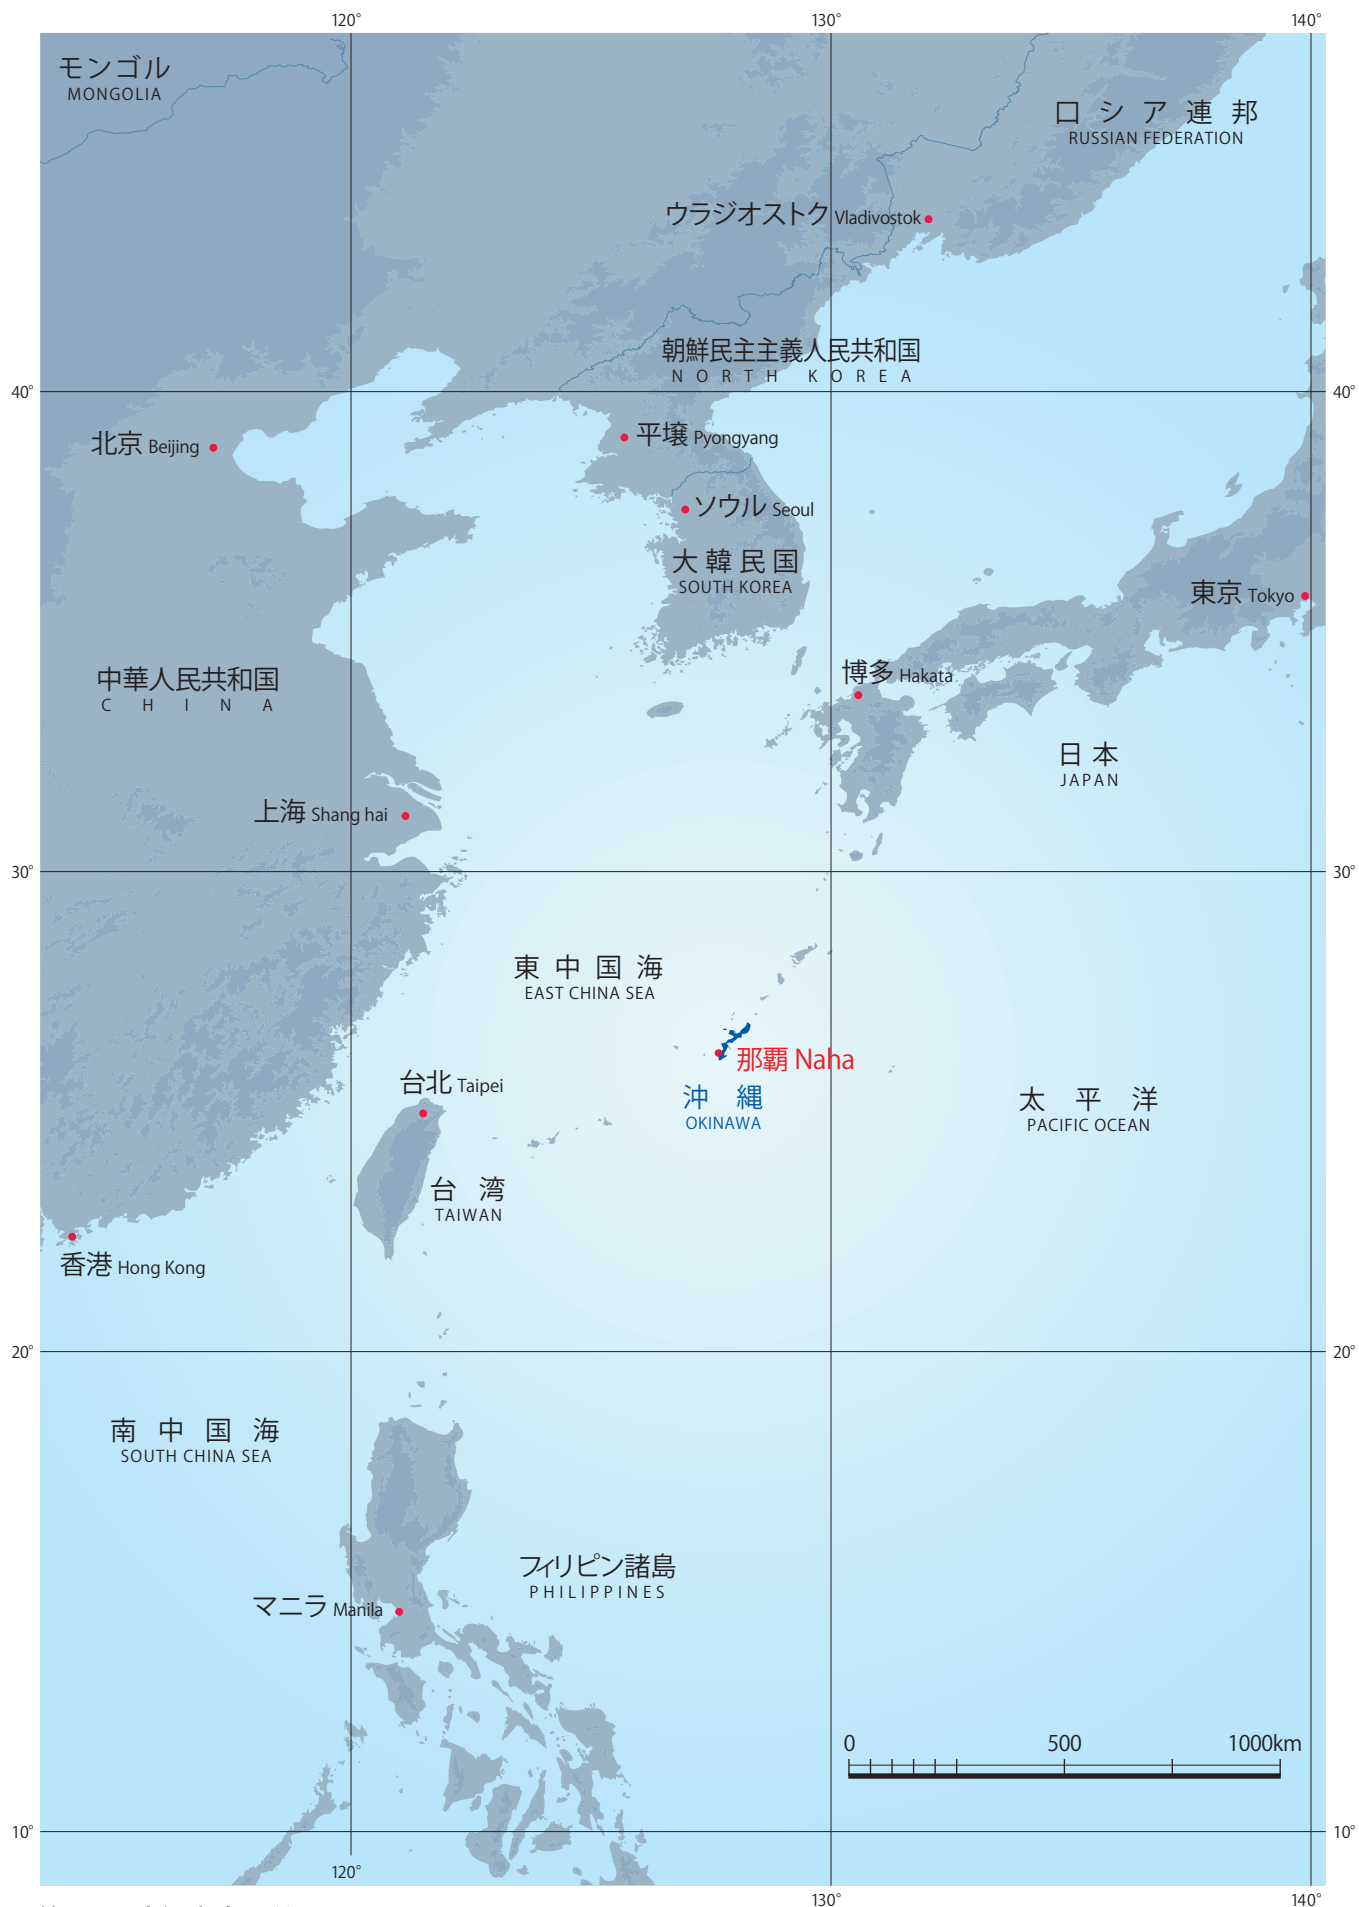 120°
130°
140°
モンゴル
MONGOLIA
ロシア連邦
RUSSIAN FEDERATION
ウラジオストク Vladivostok
朝鮮民主主義人民共和国
NORTH KOREA
40°
40°
北京 Beijing
平壌 Pyongyang
ソウル Seoul
大韓民国
SOUTH KOREA
東京 Tokyo
博多 Hakata
中華人民共和国
CHINA
日本
JAPAN
上海 Shang hai
30°
30°
東中国海
EAST CHINA SEA
那覇 Naha
台北 Taipei
沖縄
OKINAWA
太平洋
PACIFIC OCEAN
台湾
TAIWAN
香港 Hong Kong
20°
20°
南中国海
SOUTH CHINA SEA
フィリピン諸島
PHILIPPINES
マニラ Manila
0 500 1000km
10°
10°
120°
130°
140°